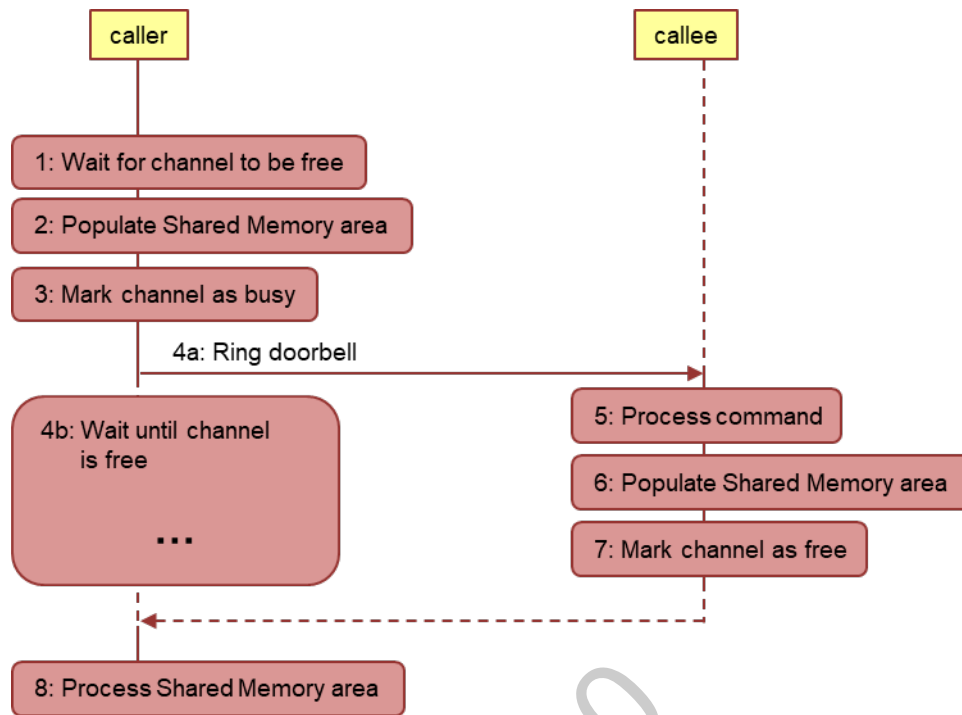 caller
callee
1: Wait for channel to be free
2: Populate Shared Memory area
3: Mark channel as busy
4a: Ring doorbell
4b: Wait until channel
is free
...
5: Process command
6: Populate Shared Memory area
7: Mark channel as free
8: Process Shared Memory area